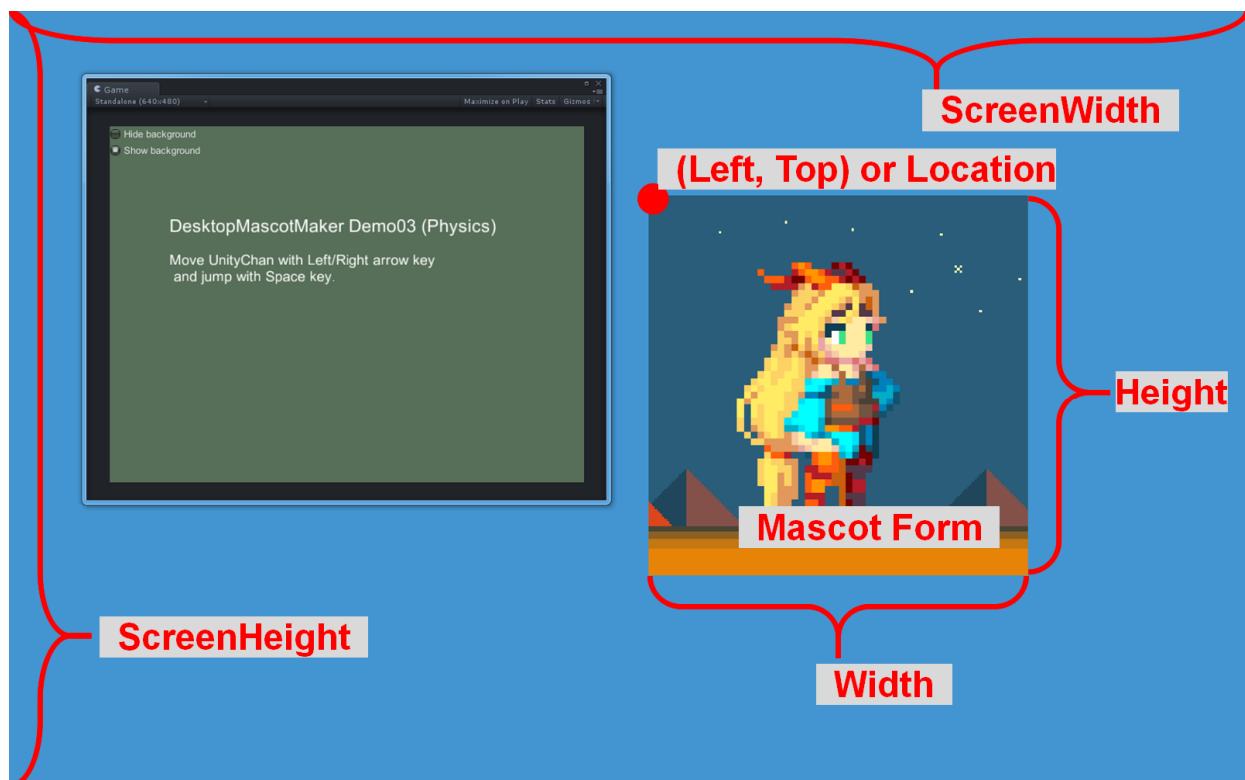 ScreenWidth
Game
Standalone (640x480)
Maximize on Play Stats Gizmos
Hide background
Show background
DesktopMascotMaker Demo03 (Physics)
Move UnityChan with Left/Right arrow key
and jump with Space key.
(Left, Top) or Location
Height
Mascot Form
ScreenHeight
Width